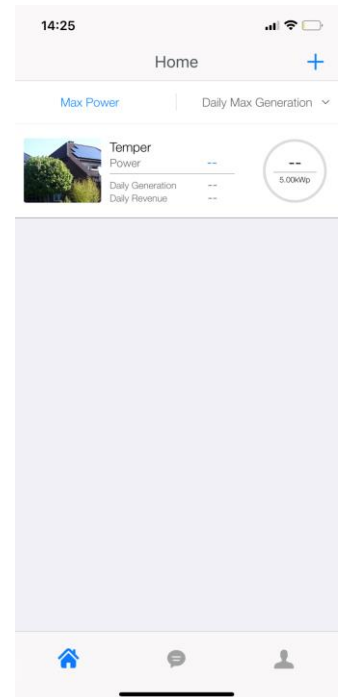 14:25
Home
Max Power
Daily Max Generation
Temper
Power --
Daily Generation --
Daily Revenue --
--
5.00kWp